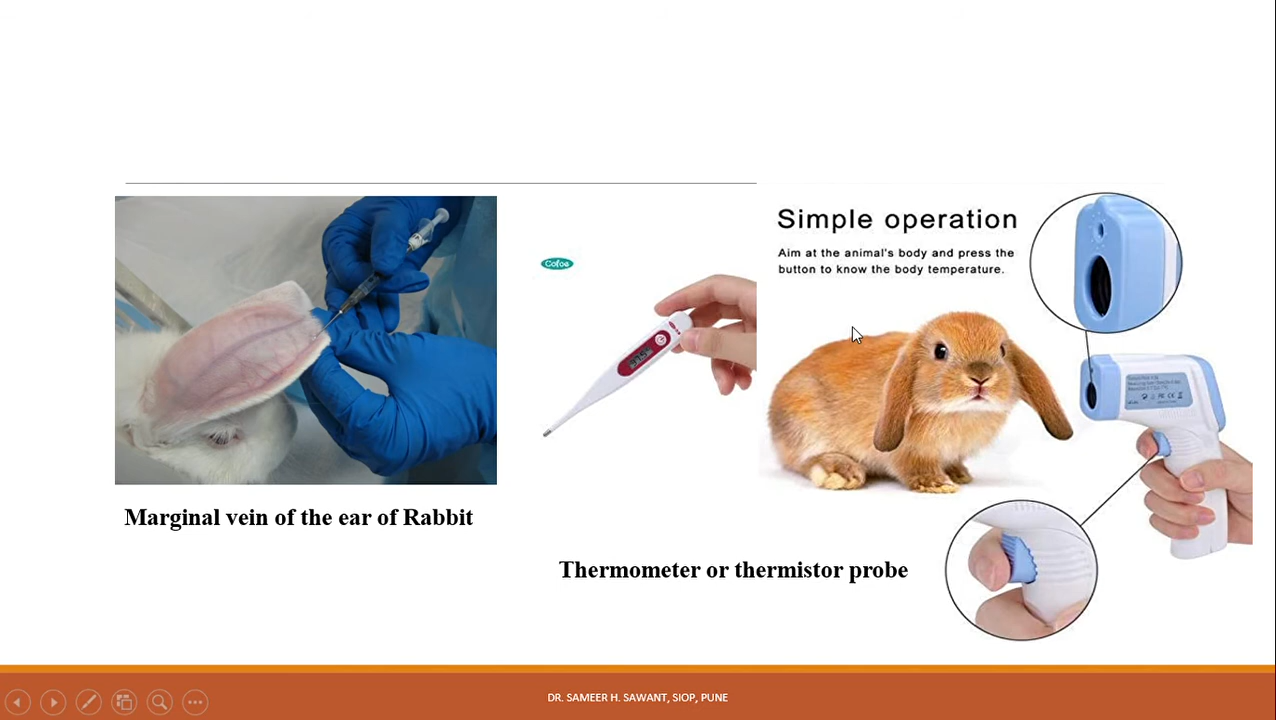 Simple operation
Aim at the animal's body and press the
button to know the body temperature.
Cofoe
Marginal vein of the ear of Rabbit
Thermometer or thermistor probe
DR. SAMEER H. SAWANT, SIOP, PUNE